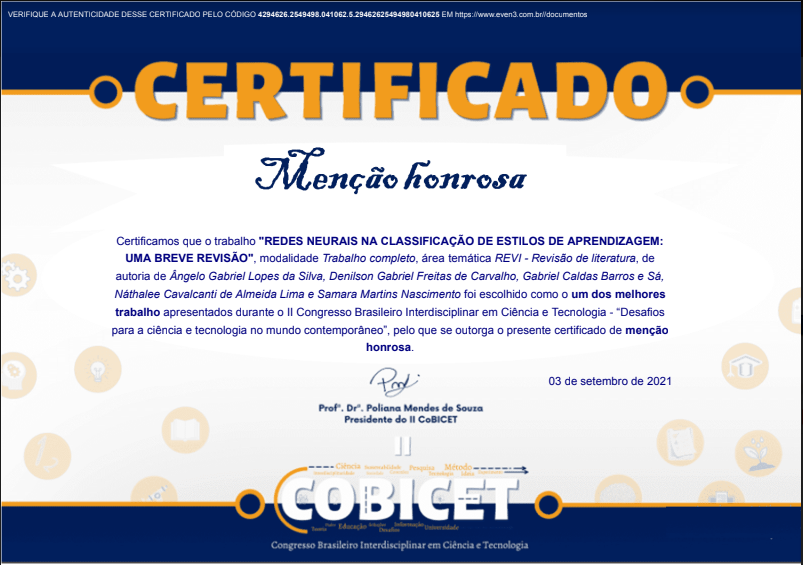 VERIFIQUE A AUTENTICIDADE DESSE CERTIFICADO PELO CÓDIGO 4294626.2549498.041062.5.29462625494980410625 EM https://www.even3.com.br//documentos
CERTIFICADO
Menção honrosa
Certificamos que o trabalho "REDES NEURAIS NA CLASSIFICAÇÃO DE ESTILOS DE APRENDIZAGEM:
UMA BREVE REVISÃO", modalidade Trabalho completo, área temática REVI - Revisão de literatura, de
autoria de Ângelo Gabriel Lopes da Silva, Denilson Gabriel Freitas de Carvalho, Gabriel Caldas Barros e Sá,
Náthalee Cavalcanti de Almeida Lima e Samara Martins Nascimento foi escolhido como o um dos melhores
trabalho apresentados durante o II Congresso Brasileiro Interdisciplinar em Ciência e Tecnologia - “Desafios
para a ciência e tecnologia no mundo contemporâneo”, pelo que se outorga o presente certificado de menção
honrosa.
03 de setembro de 2021
Profª. Drª. Poliana Mendes de Souza
Presidente do II CoBICET
II
Ciência Pesquisa Método
COBICET
Educação Informação Universidade
Congresso Brasileiro Interdisciplinar em Ciência e Tecnologia